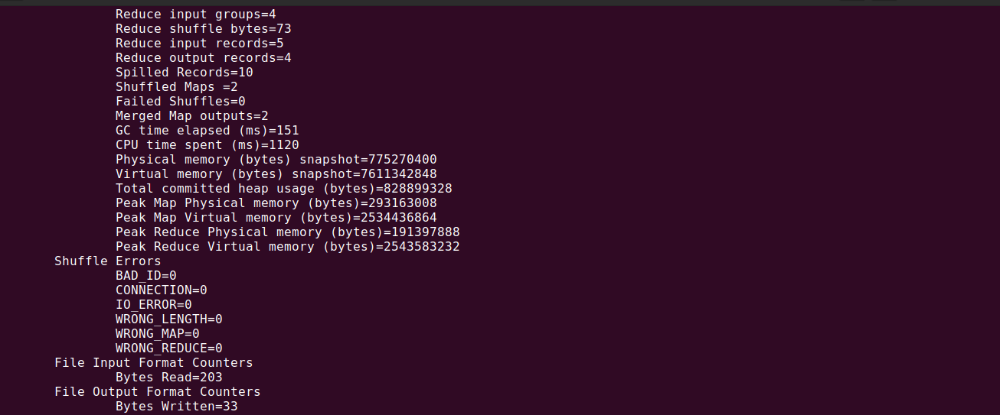 Reduce input groups=4
Reduce shuffle bytes=73
Reduce input records=5
Reduce output records=4
Spilled Records=10
Shuffled Maps =2
Failed Shuffles=0
Merged Map outputs=2
GC time elapsed (ms)=151
CPU time spent (ms)=1120
Physical memory (bytes) snapshot=775270400
Virtual memory (bytes) snapshot=7611342848
Total committed heap usage (bytes)=828899328
Peak Map Physical memory (bytes)=293163008
Peak Map Virtual memory (bytes)=2534436864
Peak Reduce Physical memory (bytes)=191397888
Peak Reduce Virtual memory (bytes)=2543583232
Shuffle Errors
BAD_ID=0
CONNECTION=0
IO_ERROR=0
WRONG_LENGTH=0
WRONG_MAP=0
WRONG_REDUCE=0
File Input Format Counters
Bytes Read=203
File Output Format Counters
Bytes Written=33